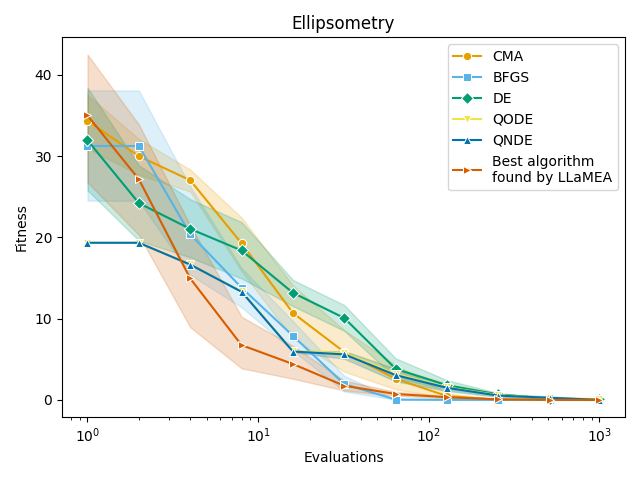 Ellipsometry
Fitness
40
30
20
10
0
CMA
BFGS
DE
QODE
QNDE
Best algorithm
found by LLaMEA
10⁰
10¹
10²
10³
Evaluations